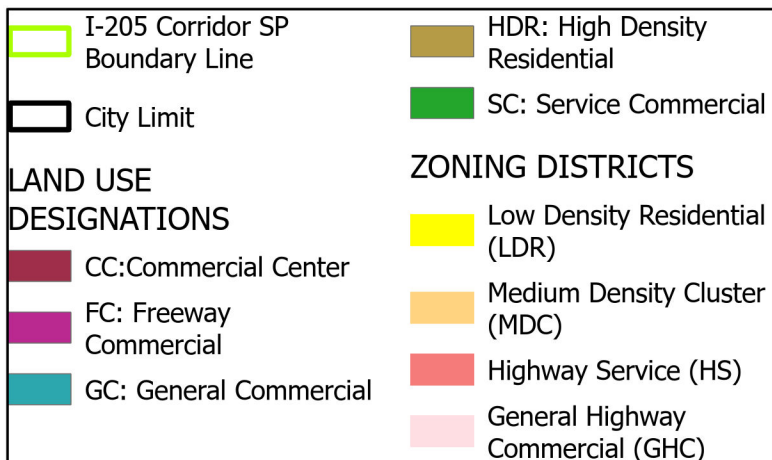 I-205 Corridor SP
Boundary Line
City Limit
LAND USE
DESIGNATIONS
CC:Commercial Center
FC: Freeway
Commercial
GC: General Commercial
HDR: High Density
Residential
SC: Service Commercial
ZONING DISTRICTS
Low Density Residential
(LDR)
Medium Density Cluster
(MDC)
Highway Service (HS)
General Highway
Commercial (GHC)